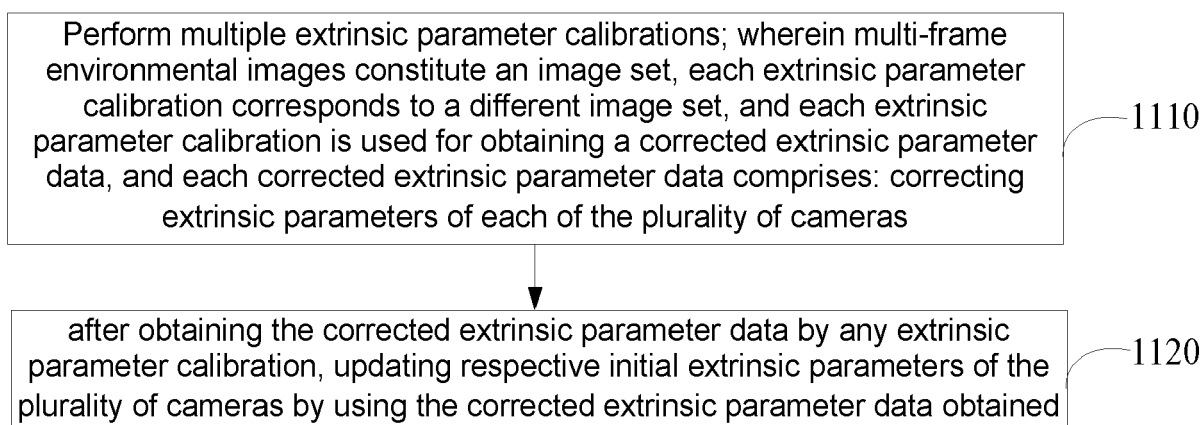 Perform multiple extrinsic parameter calibrations; wherein multi-frame
environmental images constitute an image set, each extrinsic parameter
calibration corresponds to a different image set, and each extrinsic
parameter calibration is used for obtaining a corrected extrinsic parameter
data, and each corrected extrinsic parameter data comprises: correcting
extrinsic parameters of each of the plurality of cameras
1110
after obtaining the corrected extrinsic parameter data by any extrinsic
parameter calibration, updating respective initial extrinsic parameters of the
plurality of cameras by using the corrected extrinsic parameter data obtained
1120